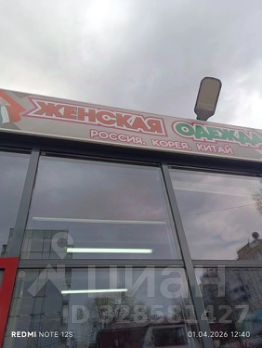 ЖЕНСКАЯ ОДЕЖДА
РОССИЯ. КОРЕЯ. КИТАЙ
Циан
ID 328581427
REDMI NOTE 12S
01.04.2026 12:40